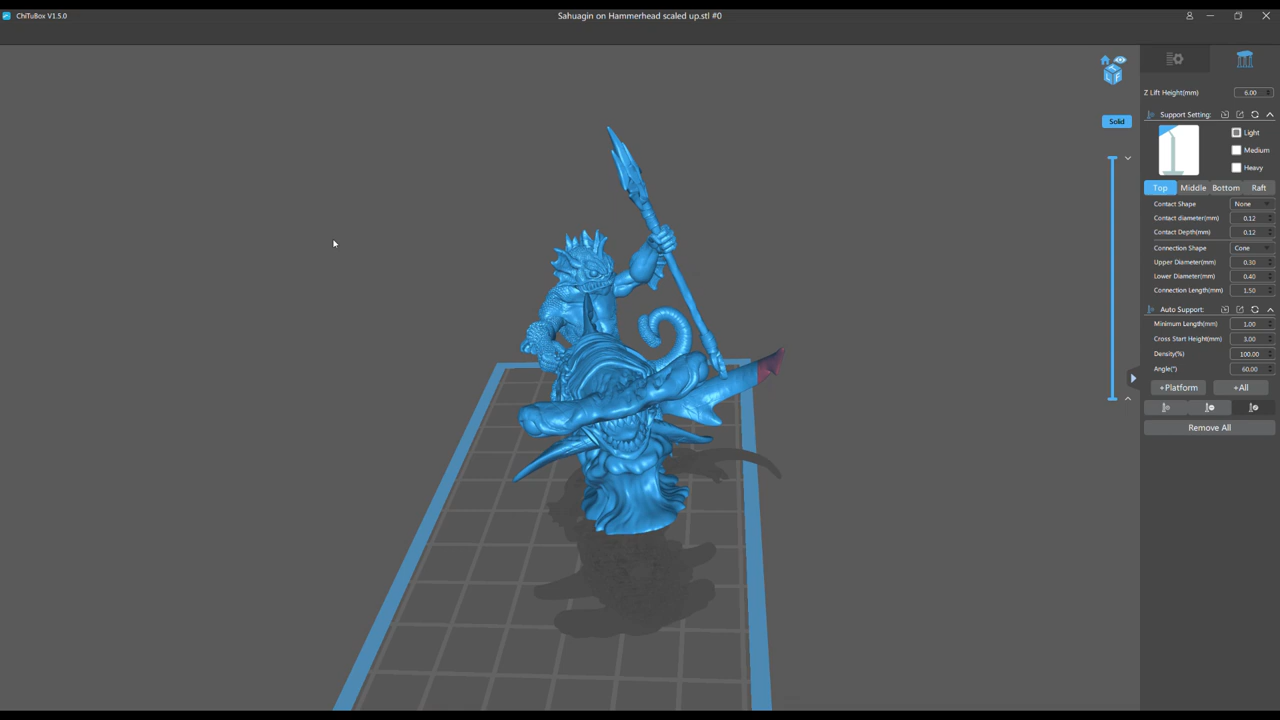 ChiTuBox V1.5.0
Sahuagin on Hammerhead scaled up.stl #0
Z Lift Height(mm) 6.00
Support Setting:
Solid
Light
Medium
Heavy
Top Middle Bottom Raft
Contact Shape None
Contact diameter(mm) 0.12
Contact Depth(mm) 0.12
Connection Shape Cone
Upper Diameter(mm) 0.30
Lower Diameter(mm) 0.40
Connection Length(mm) 1.50
Auto Support:
Minimum Length(mm) 1.00
Cross Start Height(mm) 3.00
Density(%) 100.00
Angle(°) 60.00
+Platform +All
Remove All